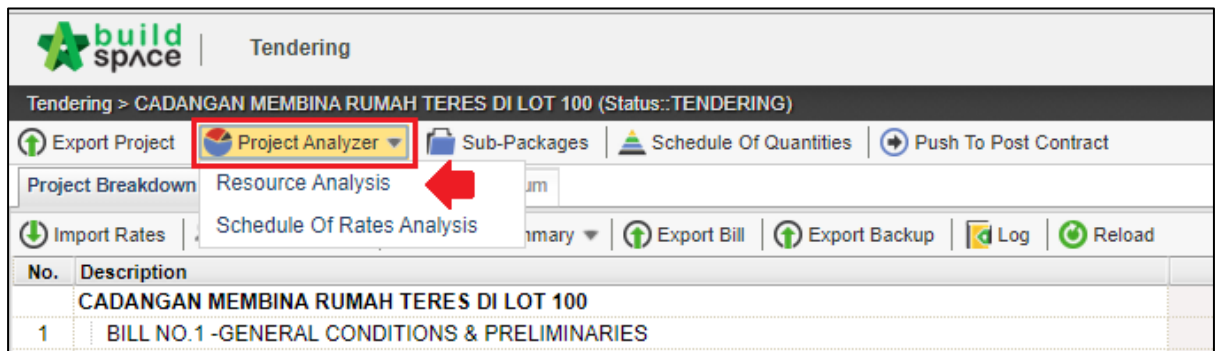 build
space
Tendering
Tendering > CADANGAN MEMBINA RUMAH TERES DI LOT 100 (Status::TENDERING)
Export Project Project Analyzer Sub-Packages Schedule Of Quantities Push To Post Contract
Project Breakdown Resource Analysis
Import Rates Schedule Of Rates Analysis Export Bill Export Backup Log Reload
No. Description
CADANGAN MEMBINA RUMAH TERES DI LOT 100
1 BILL NO.1 -GENERAL CONDITIONS & PRELIMINARIES